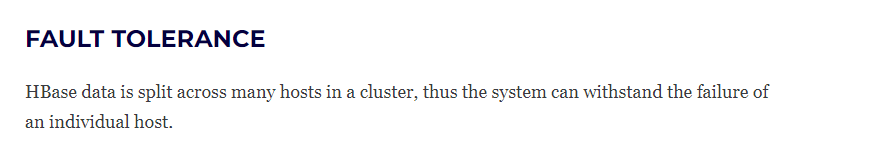 FAULT TOLERANCE
HBase data is split across many hosts in a cluster, thus the system can withstand the failure of
an individual host.